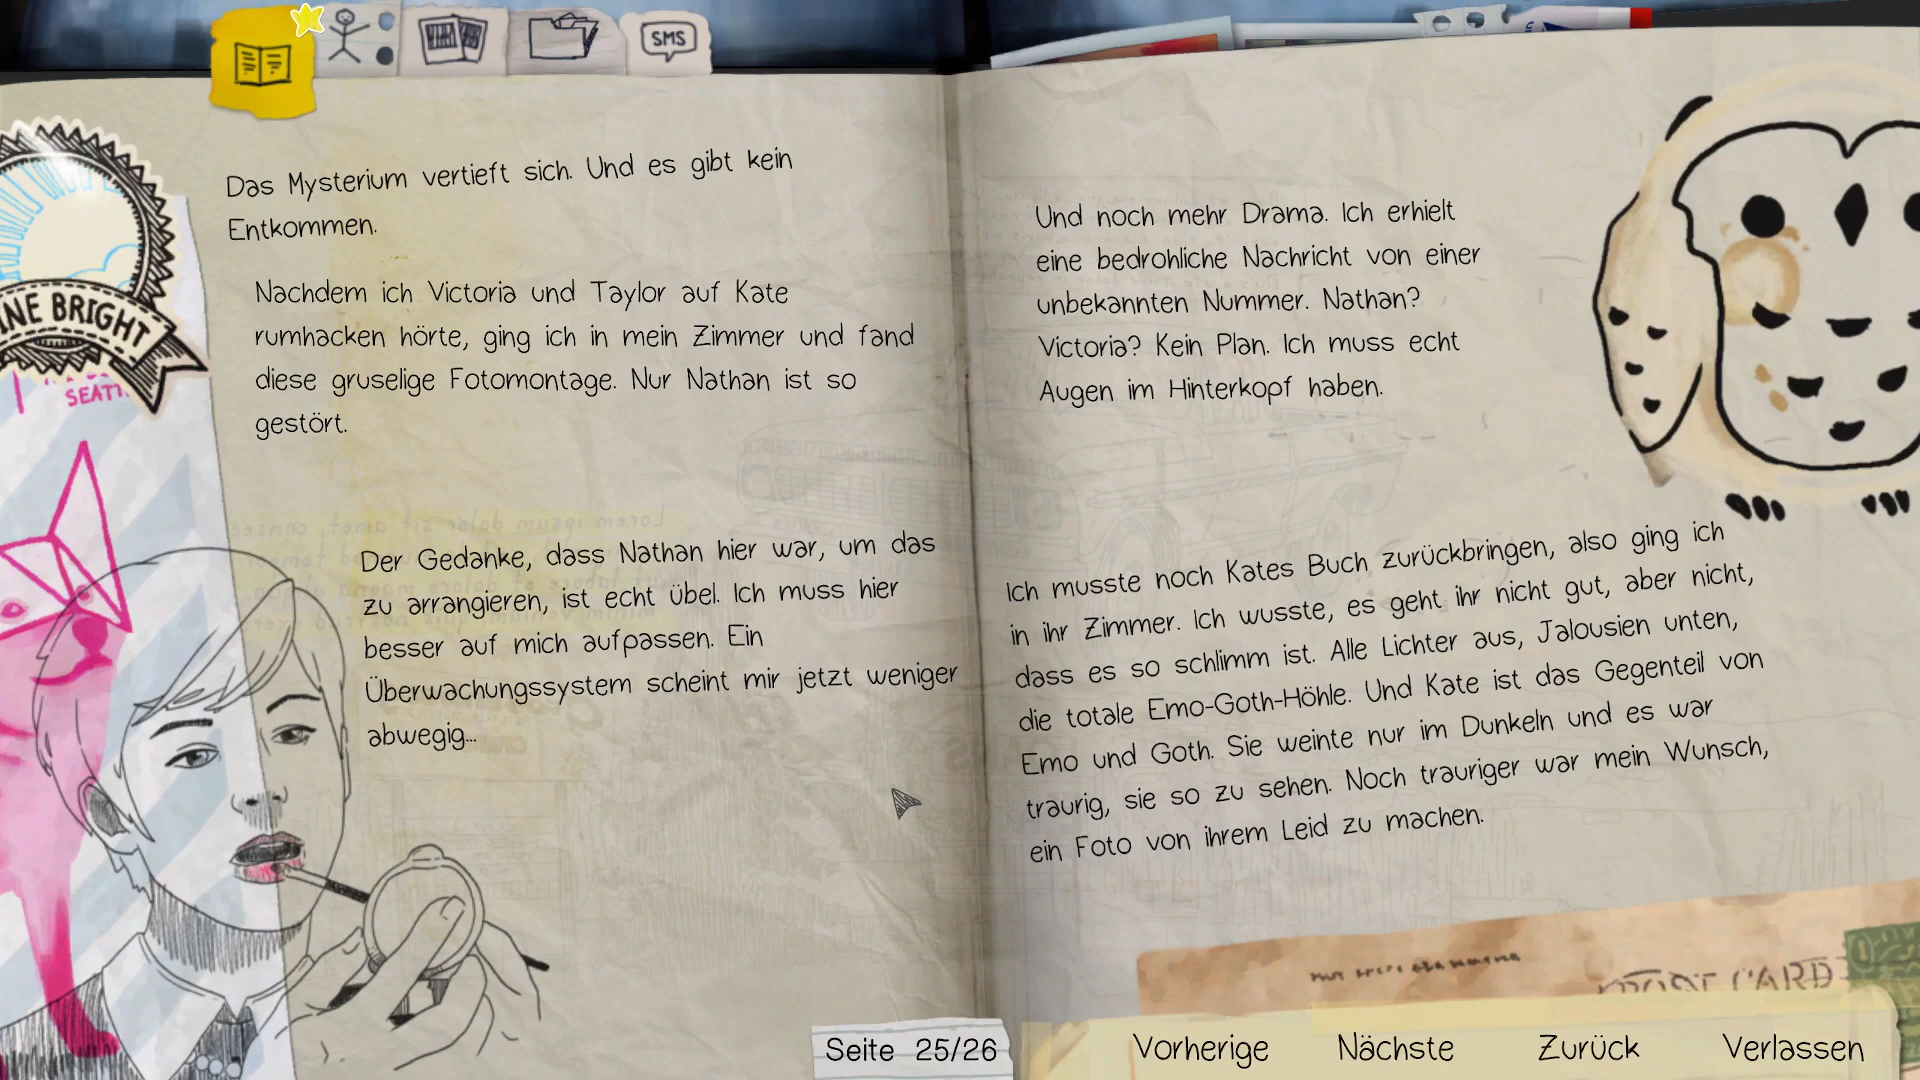 SMS
INE BRIGHT
SEATT
Das Mysterium vertieft sich. Und es gibt kein
Entkommen.
Nachdem ich Victoria und Taylor auf Kate
rumhacken hörte, ging ich in mein Zimmer und fand
diese gruselige Fotomontage. Nur Nathan ist so
gestört.
Der Gedanke, dass Nathan hier war, um das
zu arrangieren, ist echt übel. Ich muss hier
besser auf mich aufpassen. Ein
Überwachungssystem scheint mir jetzt weniger
abwegig...
Und noch mehr Drama. Ich erhielt
eine bedrohliche Nachricht von einer
unbekannten Nummer. Nathan?
Victoria? Kein Plan. Ich muss echt
Augen im Hinterkopf haben.
Ich musste noch Kates Buch zurückbringen, also ging ich
in ihr Zimmer. Ich wusste, es geht ihr nicht gut, aber nicht,
dass es so schlimm ist. Alle Lichter aus, Jalousien unten,
die totale Emo-Goth-Höhle. Und Kate ist das Gegenteil von
Emo und Goth. Sie weinte nur im Dunkeln und es war
traurig, sie so zu sehen. Noch trauriger war mein Wunsch,
ein Foto von ihrem Leid zu machen.
POST CARD
Seite 25/26
Vorherige Nächste Zurück Verlassen